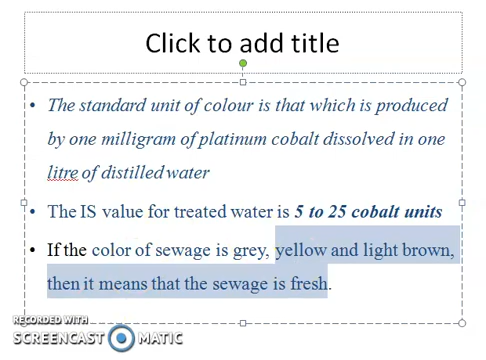 Click to add title
• The standard unit of colour is that which is produced
by one milligram of platinum cobalt dissolved in one
litre of distilled water
• The IS value for treated water is 5 to 25 cobalt units
• If the color of sewage is grey, yellow and light brown,
then it means that the sewage is fresh.
RECORDED WITH
SCREENCAST MATIC